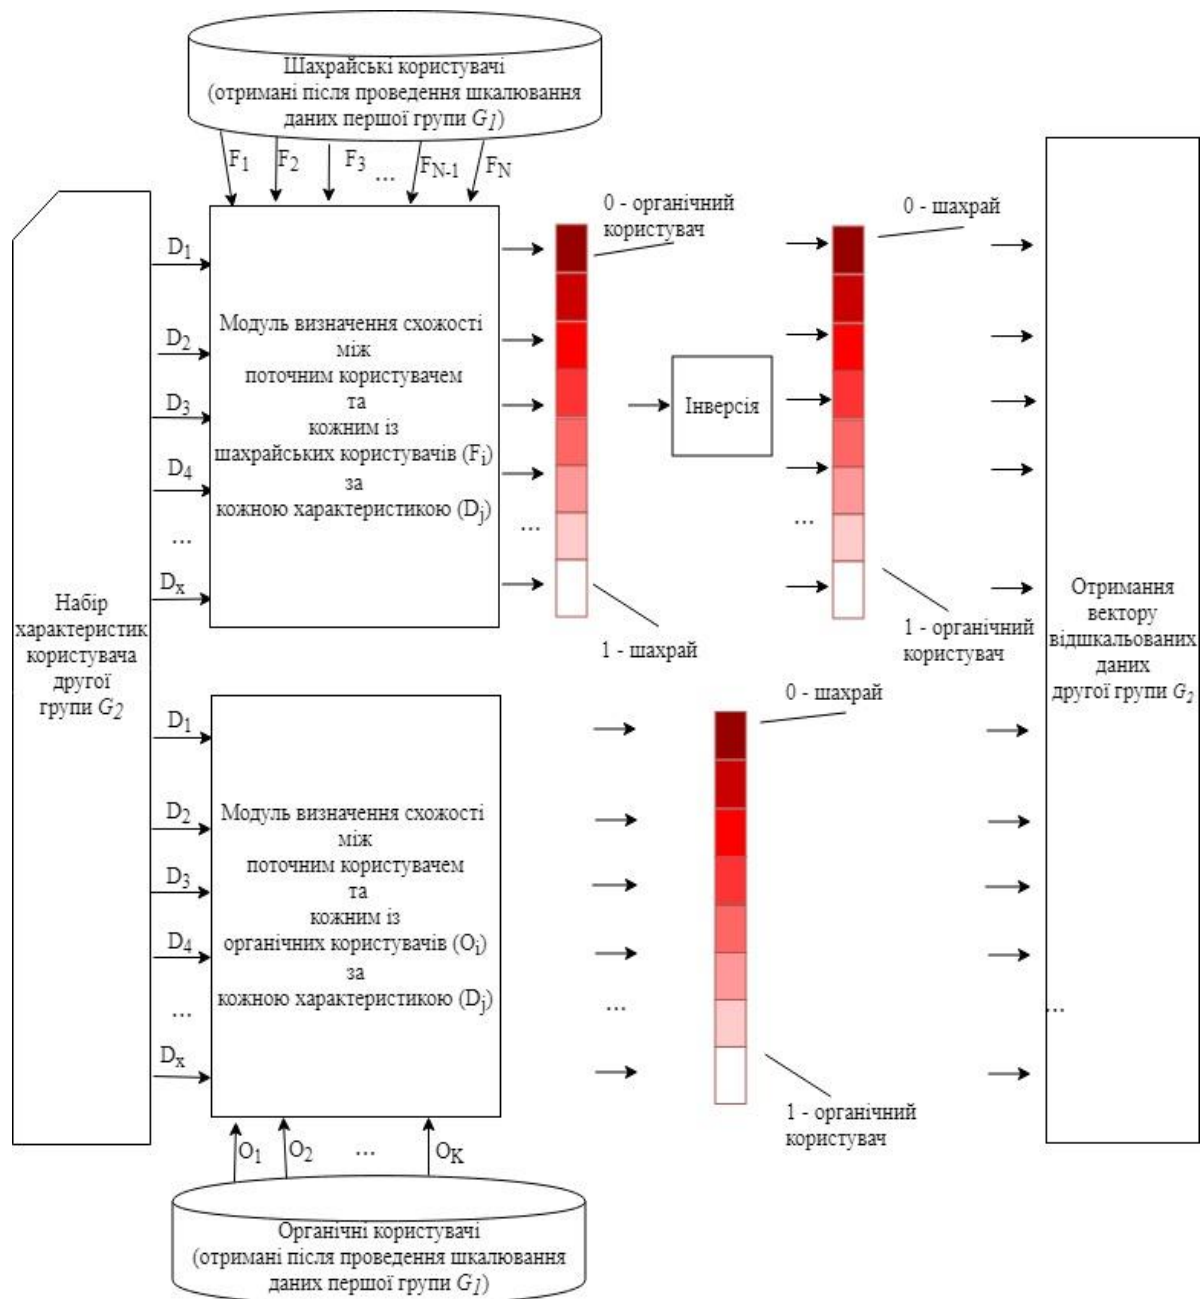 Шахрайські користувачі
(отримані після проведення шкалювання
даних першої групи G1)
F1
F2
F3
...
FN-1
FN
0 - органічний
користувач
0 - шахрай
D1
D2
D3
D4
...
Dx
Модуль визначення схожості
між
поточним користувачем
та
кожним із
шахрайських користувачів (Fi)
за
кожною характеристикою (Dj)
...
Інверсія
...
1 - шахрай
1 - органічний
користувач
Набір
характеристик
користувача
другої
групи G2
Отримання
вектору
відшкальованих
даних
другої групи G2
D1
D2
D3
D4
...
Dx
Модуль визначення схожості
між
поточним користувачем
та
кожним із
органічних користувачів (Oi)
за
кожною характеристикою (Dj)
0 - шахрай
...
...
1 - органічний
користувач
O1
O2
...
OK
Органічні користувачі
(отримані після проведення шкалювання
даних першої групи G1)